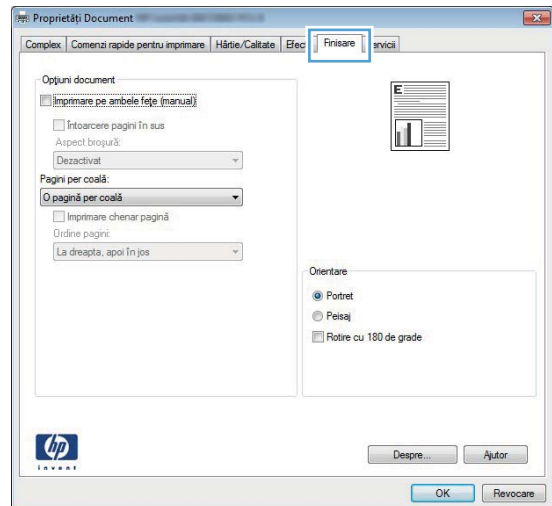 Proprietăți Document
Complex
Comenzi rapide pentru imprimare
Hârtie/Calitate
Efec
Finisare
ervicii
Opțiuni document
Imprimare pe ambele fețe (manual)
Întoarcere pagini în sus
Aspect broșură:
Dezactivat
Pagini per coală:
O pagină per coală
Imprimare chenar pagină
Ordine pagini:
La dreapta, apoi în jos
E
Orientare
Portret
Peisaj
Rotire cu 180 de grade
hp
invent
Despre...
Ajutor
OK
Revocare